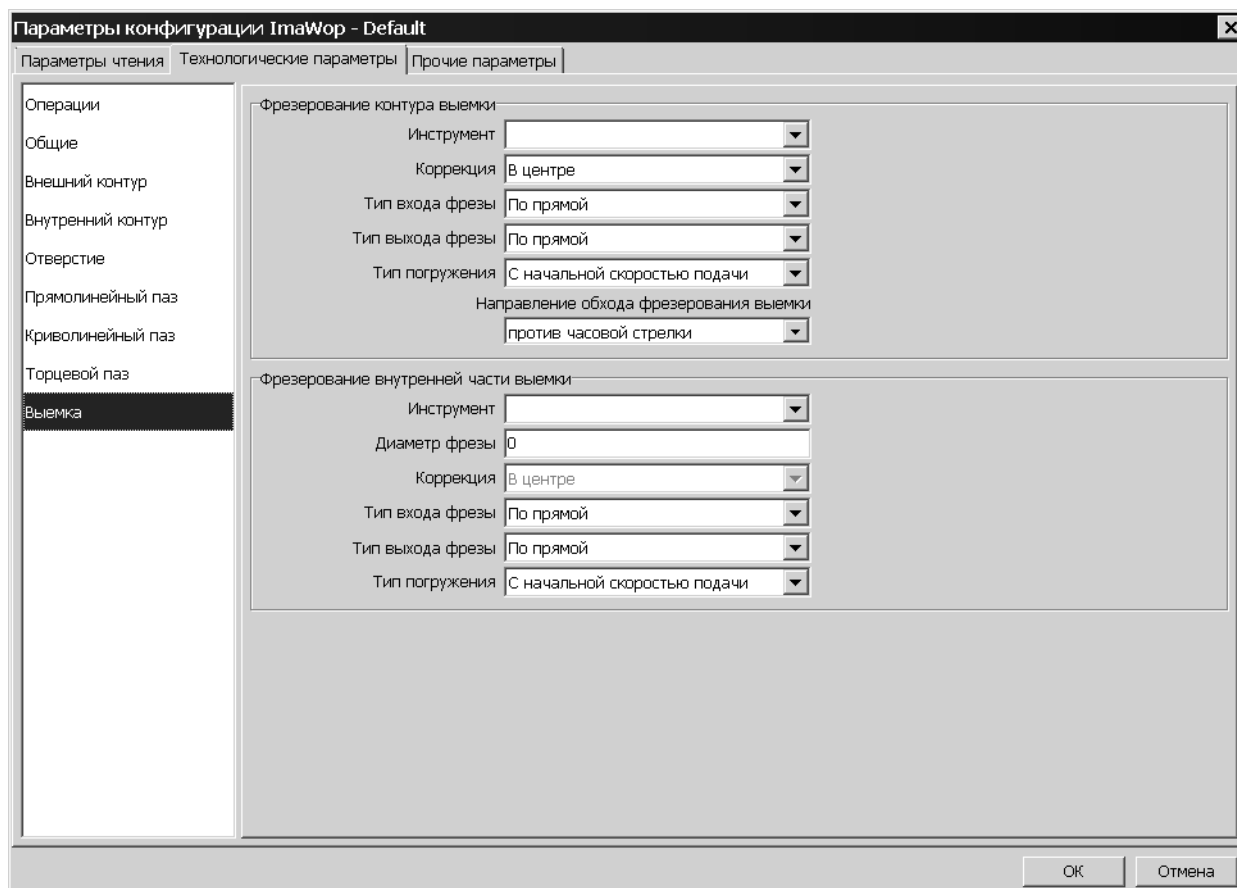 Параметры конфигурации ImaWop - Default
Параметры чтения Технологические параметры Прочие параметры
Операции
Общие
Внешний контур
Внутренний контур
Отверстие
Прямолинейный паз
Криволинейный паз
Торцевой паз
Выемка
Фрезерование контура выемки
Инструмент
Коррекция В центре
Тип входа фрезы По прямой
Тип выхода фрезы По прямой
Тип погружения С начальной скоростью подачи
Направление обхода фрезерования выемки
против часовой стрелки
Фрезерование внутренней части выемки
Инструмент
Диаметр фрезы 0
Коррекция В центре
Тип входа фрезы По прямой
Тип выхода фрезы По прямой
Тип погружения С начальной скоростью подачи
ОК Отмена